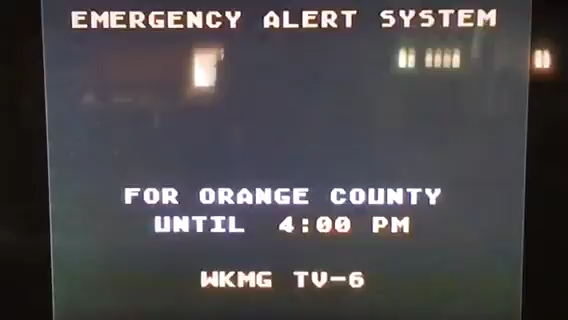 EMERGENCY ALERT SYSTEM
FOR ORANGE COUNTY
UNTIL 4:00 PM
WKMG TV-6